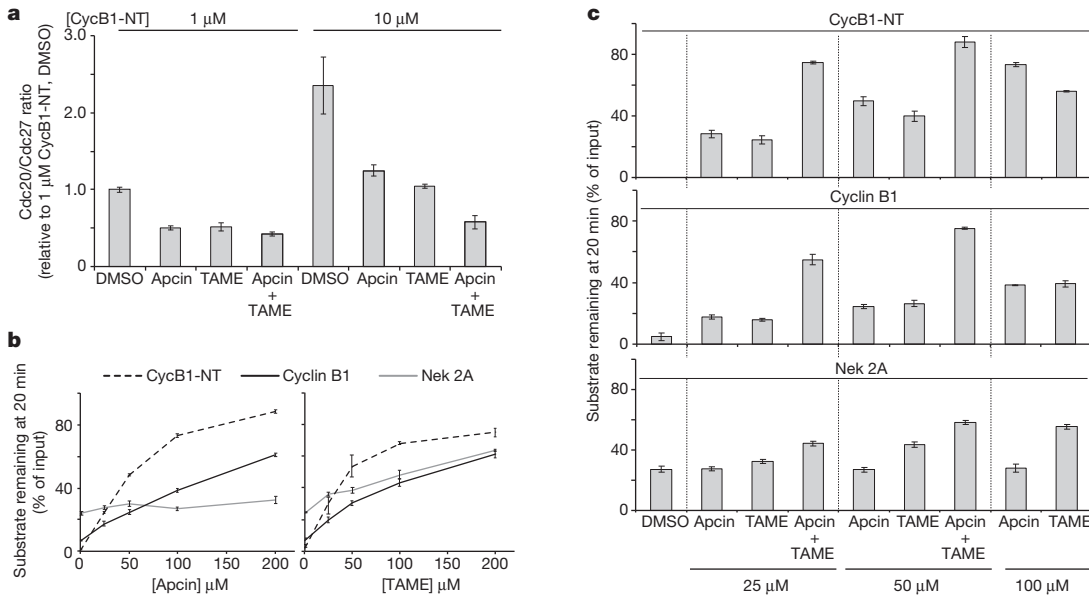 a
[CycB1-NT] 1 μM 10 μM
Cdc20/Cdc27 ratio
(relative to 1 μM CycB1-NT, DMSO)
3.0
2.0
1.0
0
DMSO Apcin TAME Apcin + TAME DMSO Apcin TAME Apcin + TAME
b
CycB1-NT Cyclin B1 Nek 2A
Substrate remaining at 20 min
(% of input)
80
40
0
0 50 100 150 200
[Apcin] μM
0 50 100 150 200
[TAME] μM
c
Substrate remaining at 20 min (% of input)
CycB1-NT
80
40
0
Cyclin B1
80
40
0
Nek 2A
80
40
0
DMSO Apcin TAME Apcin + TAME Apcin TAME Apcin + TAME Apcin TAME
25 μM 50 μM 100 μM